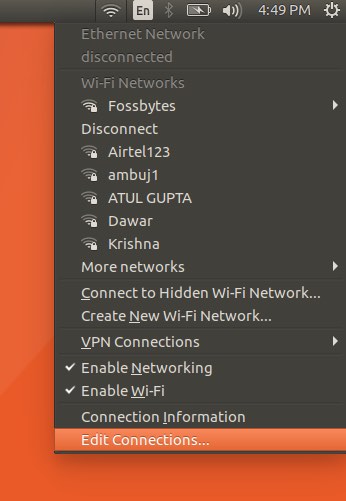 En 4:49 PM
Ethernet Network
disconnected
Wi-Fi Networks
Fossbytes
Disconnect
Airtel123
ambuj1
ATUL GUPTA
Dawar
Krishna
More networks
Connect to Hidden Wi-Fi Network...
Create New Wi-Fi Network...
VPN Connections
Enable Networking
Enable Wi-Fi
Connection Information
Edit Connections...